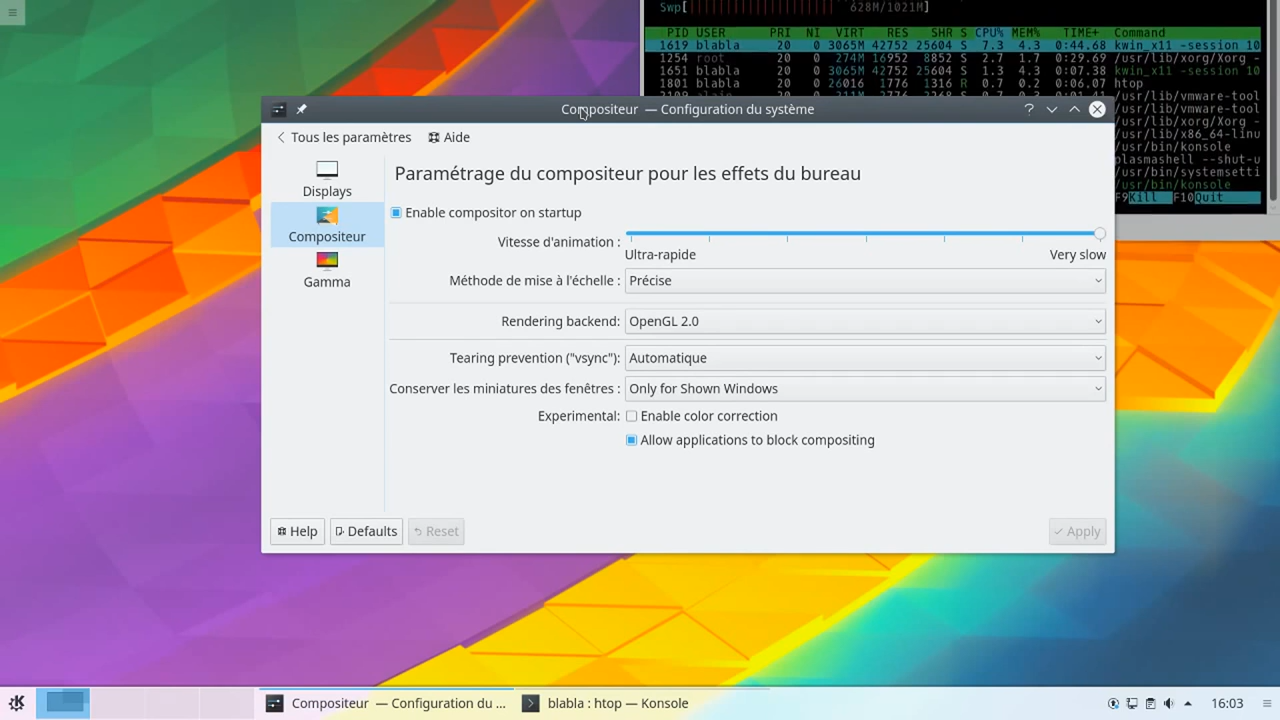 Swp[ 628M/1021M]
PID USER PRI NI VIRT RES SHR S CPU% MEM% TIME+ Command
1619 blabla 20 0 3065M 42752 25604 S 7.3 4.3 0:44.68 kwin_x11 -session 10
1254 root 20 0 274M 16952 8852 S 2.7 1.7 0:29.69 /usr/lib/xorg/Xorg -
1651 blabla 20 0 3065M 42752 25604 S 1.3 4.3 0:07.38 kwin_x11 -session 10
1801 blabla 20 0 26016 1776 1316 R 0.7 0.2 0:06.07 htop
/usr/lib/vmware-tool
/usr/lib/xorg/Xorg -
/usr/lib/vmware-tool
/usr/lib/x86_64-linu
/usr/bin/konsole
plasmashell --shut-u
/usr/bin/systemsetti
/usr/bin/konsole
F9Kill F10Quit
Compositeur — Configuration du système
Tous les paramètres Aide
Displays
Compositeur
Gamma
Paramétrage du compositeur pour les effets du bureau
Enable compositor on startup
Vitesse d'animation :
Ultra-rapide Very slow
Méthode de mise à l'échelle : Précise
Rendering backend: OpenGL 2.0
Tearing prevention ("vsync"): Automatique
Conserver les miniatures des fenêtres : Only for Shown Windows
Experimental: Enable color correction
Allow applications to block compositing
Help Defaults Reset Apply
Compositeur — Configuration du ... blabla : htop — Konsole 16:03